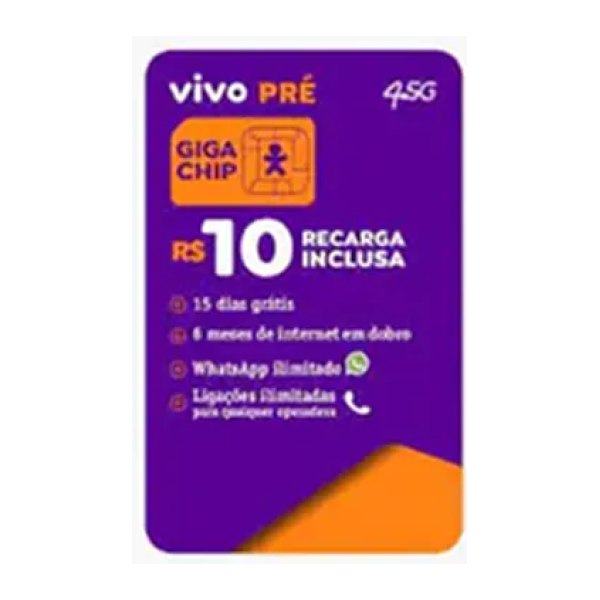 vivo PRÉ
4.5G
GIGA
CHIP
R$10
RECARGA
INCLUSA
15 dias grátis
6 meses de internet em dobro
WhatsApp ilimitado
Ligações ilimitadas
para qualquer operadora